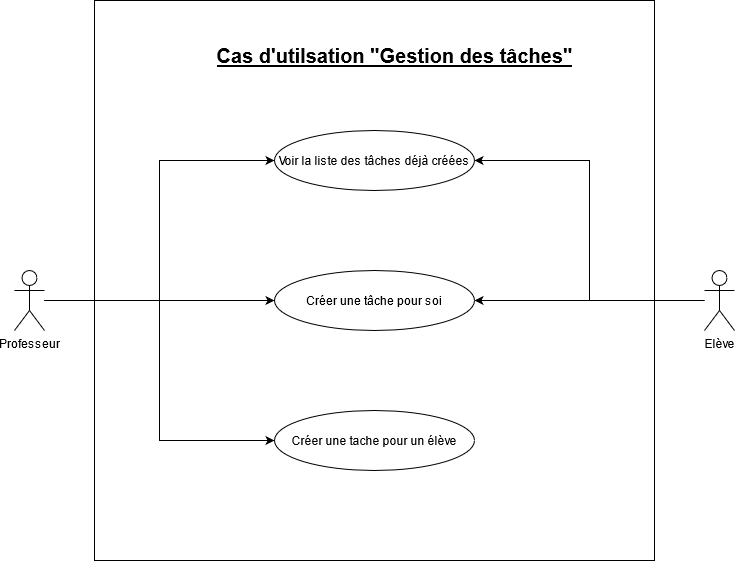 Cas d'utilsation "Gestion des tâches"
Voir la liste des tâches déjà créées
Créer une tâche pour soi
Professeur
Elève
Créer une tache pour un élève